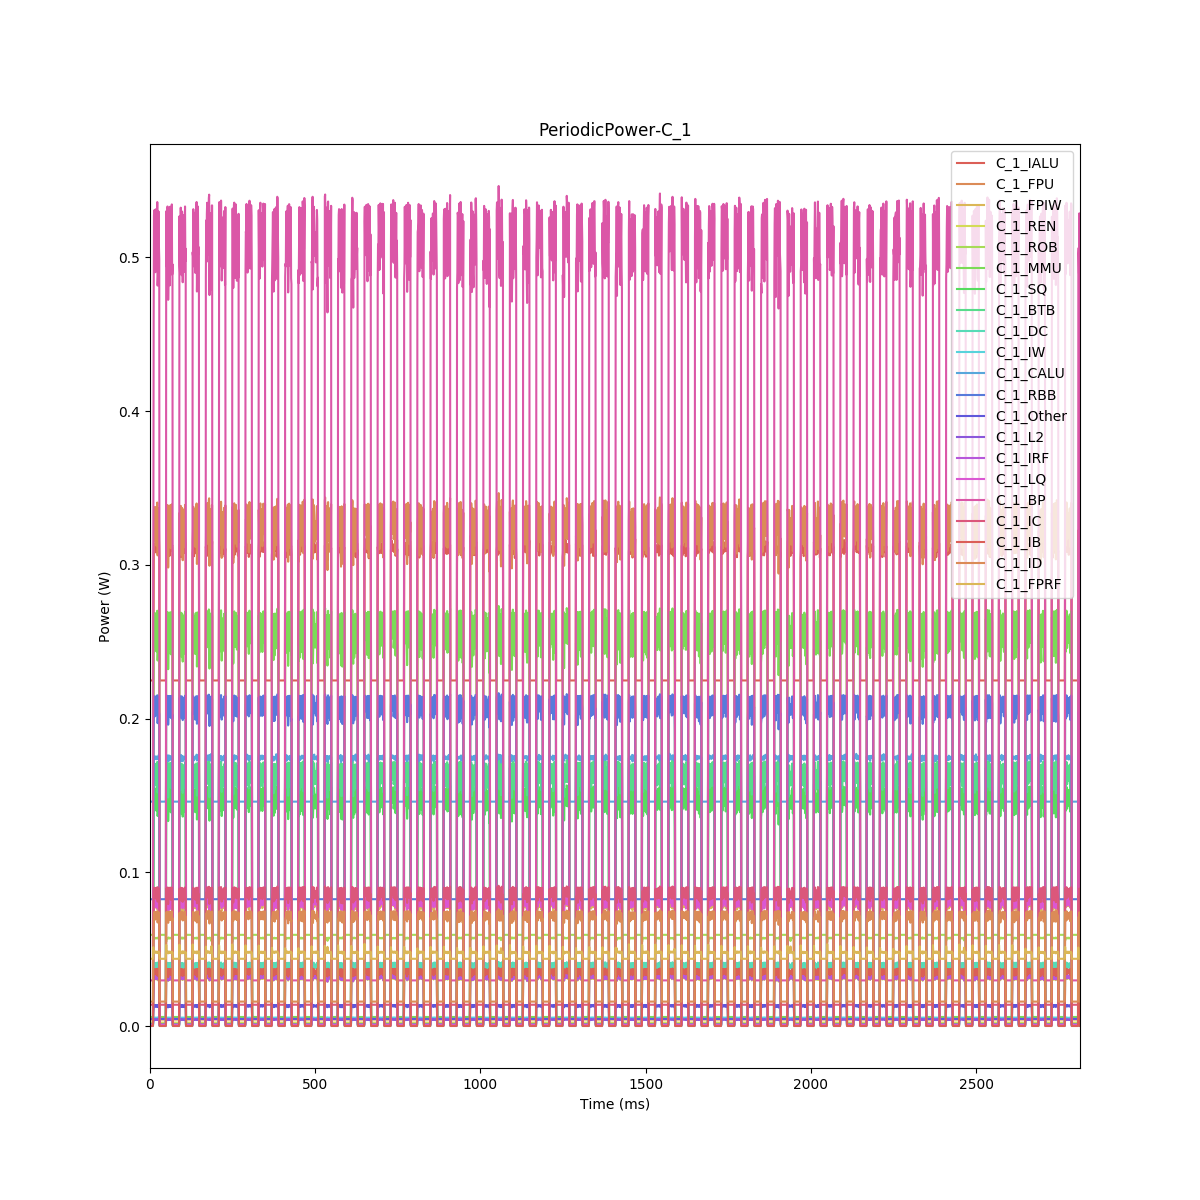 PeriodicPower-C_1
C_1_IALU
C_1_FPU
C_1_FPIW
C_1_REN
C_1_ROB
C_1_MMU
C_1_SQ
C_1_BTB
C_1_DC
C_1_IW
C_1_CALU
C_1_RBB
C_1_Other
C_1_L2
C_1_IRF
C_1_LQ
C_1_BP
C_1_IC
C_1_IB
C_1_ID
C_1_FPRF
0.5
0.4
0.3
0.2
0.1
0.0
Power (W)
0 500 1000 1500 2000 2500
Time (ms)